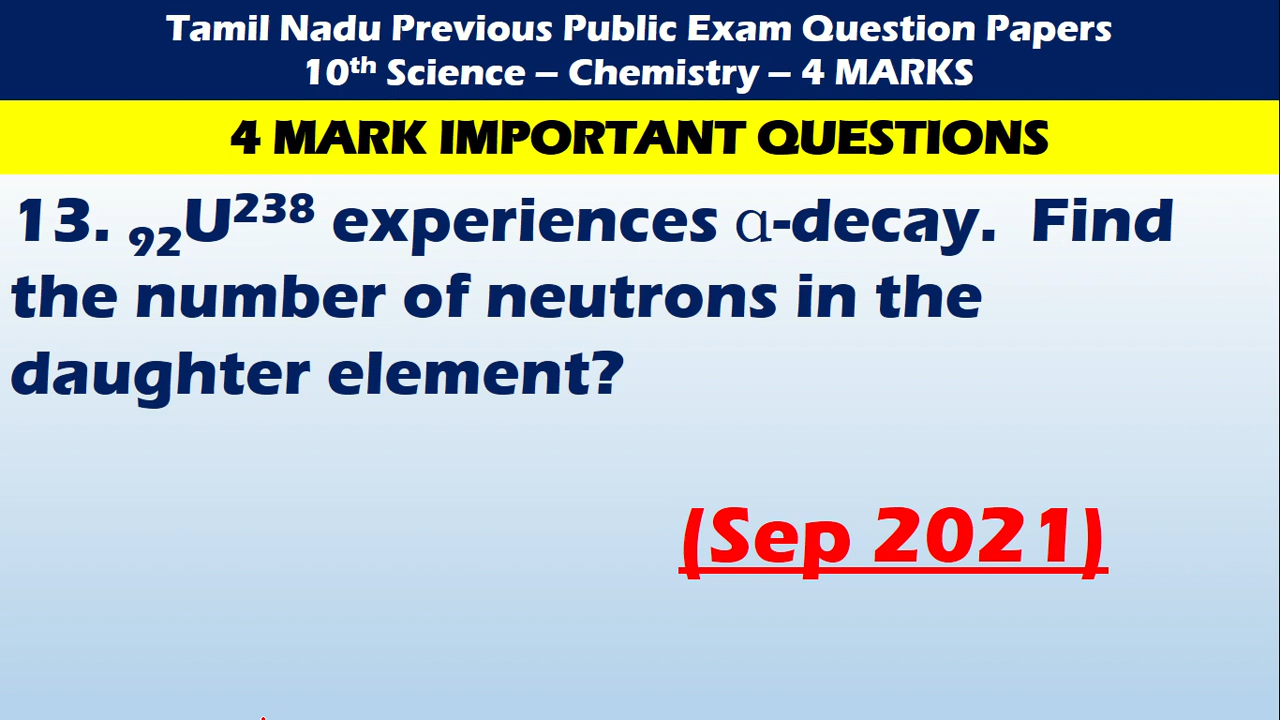 Tamil Nadu Previous Public Exam Question Papers
10ᵗʰ Science – Chemistry – 4 MARKS
4 MARK IMPORTANT QUESTIONS
13. ₉₂U²³⁸ experiences α-decay. Find
the number of neutrons in the
daughter element?
(Sep 2021)